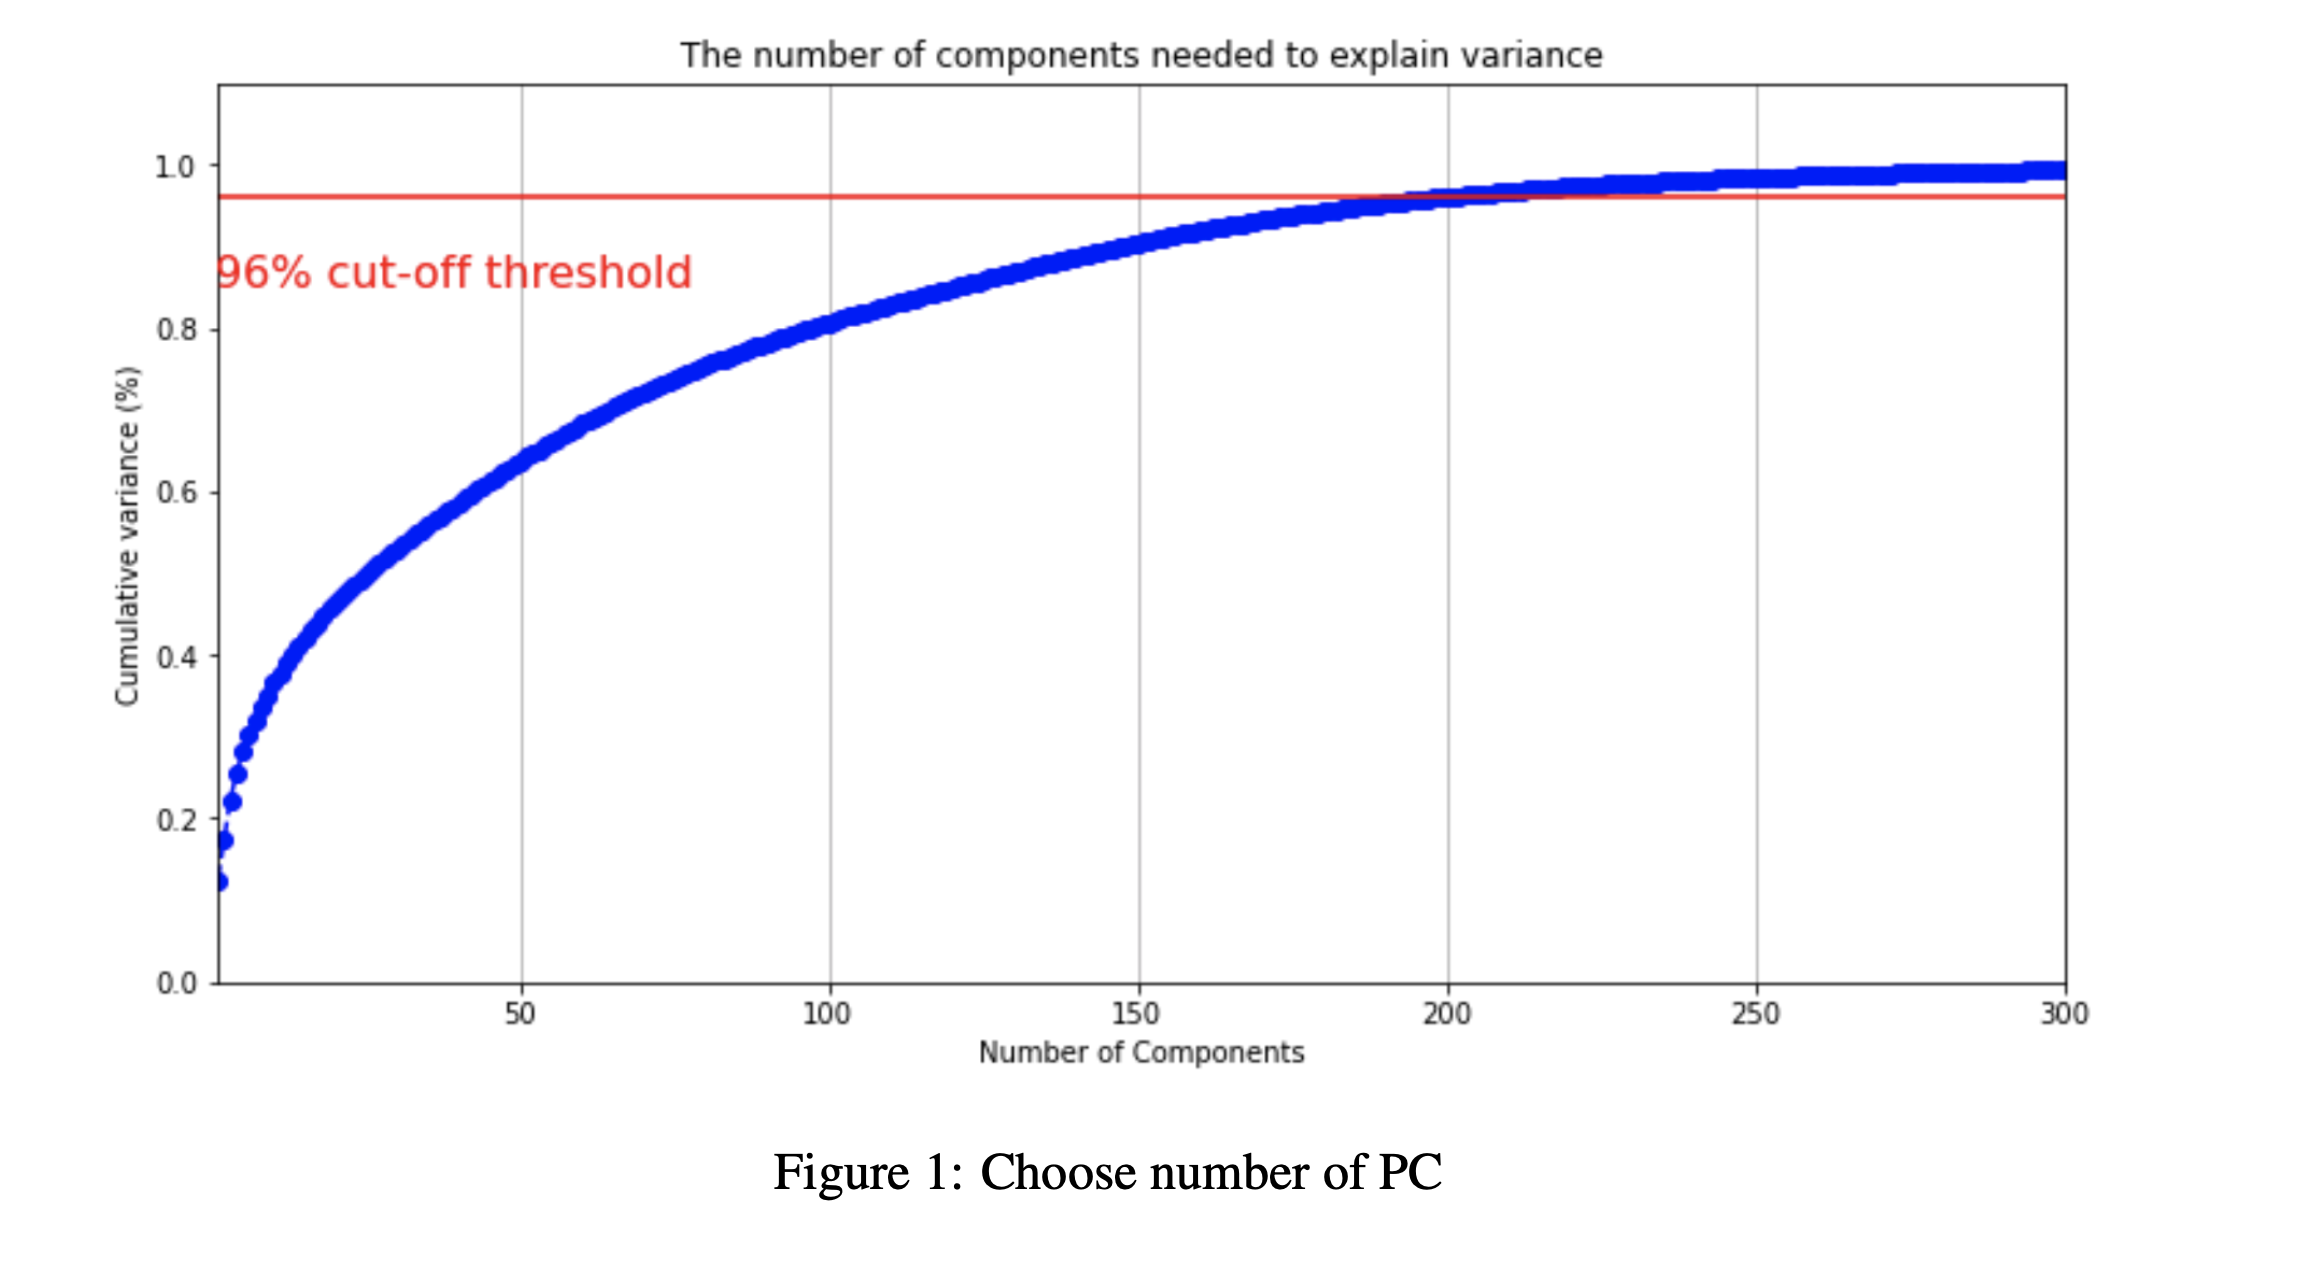 The number of components needed to explain variance
1.0
96% cut-off threshold
0.8
0.6
0.4
0.2
0.0
Cumulative variance (%)
50 100 150 200 250 300
Number of Components
Figure 1: Choose number of PC